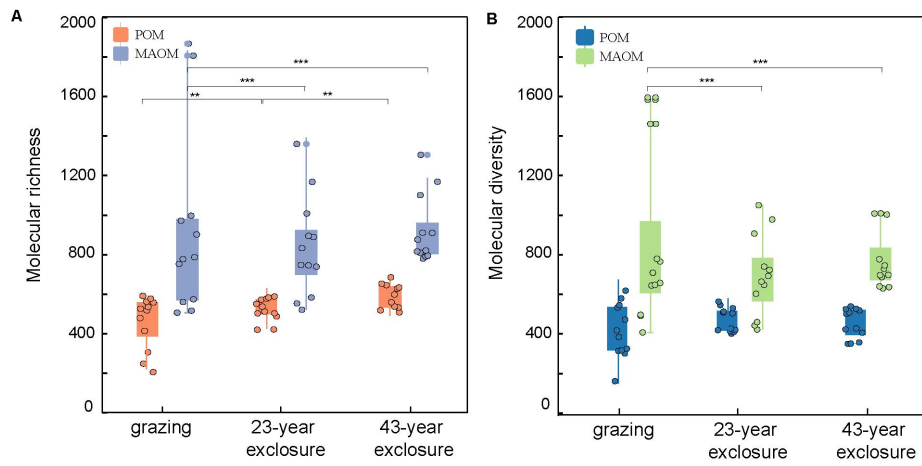 A
2000
1600
1200
800
400
0
Molecular richness
POM
MAOM
***
***
**
**
grazing
23-year
exclosure
43-year
exclosure
B
2000
1600
1200
800
400
0
Molecular diversity
POM
MAOM
***
***
grazing
23-year
exclosure
43-year
exclosure